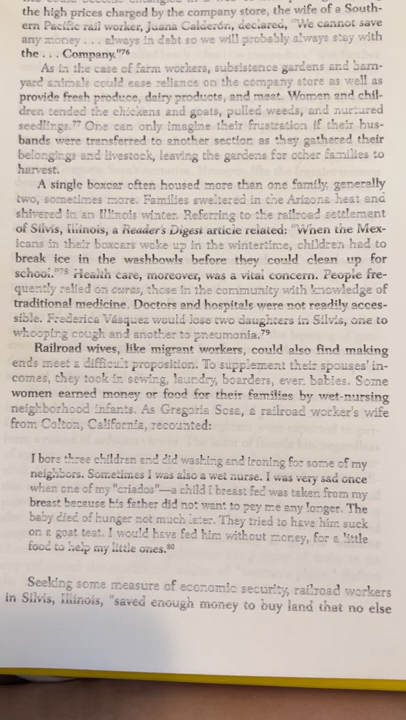 the high prices charged by the company store, the wife of a South-
ern Pacific rail worker, Juana Calderón, declared, "We cannot save
any money . . . always in debt so we will probably always stay with
the . . . Company."76
As in the case of farm workers, subsistence gardens and barn-
yard animals could ease reliance on the company store as well as
provide fresh produce, dairy products, and meat. Women and chil-
dren tended the chickens and goats, pulled weeds, and nurtured
seedlings.77 One can only imagine their frustration if their hus-
bands were transferred to another section as they gathered their
belongings and livestock, leaving the gardens for other families to
harvest.
A single boxcar often housed more than one family, generally
two, sometimes more. Families sweltered in the Arizona heat and
shivered in an Illinois winter. Referring to the railroad settlement
of Silvis, Illinois, a Reader's Digest article related: "When the Mex-
icans in their boxcars woke up in the wintertime, children had to
break ice in the washbowls before they could clean up for
school."78 Health care, moreover, was a vital concern. People fre-
quently relied on curas, those in the community with knowledge of
traditional medicine. Doctors and hospitals were not readily acces-
sible. Frederica Vásquez would lose two daughters in Silvis, one to
whooping cough and another to pneumonia.79
Railroad wives, like migrant workers, could also find making
ends meet a difficult proposition. To supplement their spouses' in-
comes, they took in sewing, laundry, boarders, even babies. Some
women earned money or food for their families by wet-nursing
neighborhood infants. As Gregoria Sosa, a railroad worker's wife
from Colton, California, recounted:
I bore three children and did washing and ironing for some of my
neighbors. Sometimes I was also a wet nurse. I was very sad once
when one of my "criados"—a child I breast fed was taken from my
breast because his father did not want to pay me any longer. The
baby died of hunger not much later. They tried to have him suck
on a goat teat. I would have fed him without money, for a little
food to help my little ones.80
Seeking some measure of economic security, railroad workers
in Silvis, Illinois, "saved enough money to buy land that no else